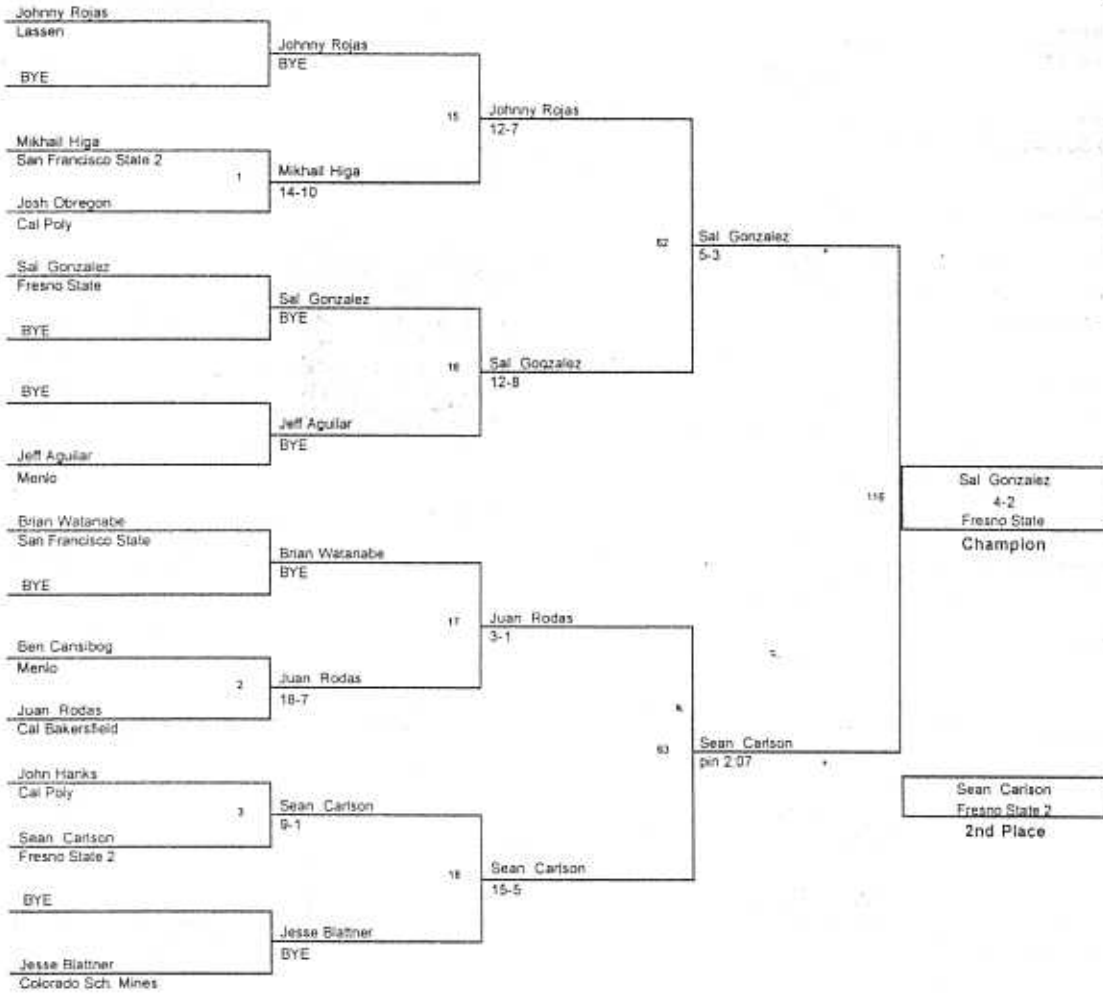 Johnny Rojas
Lassen
BYE
Mikhail Higa
San Francisco State 2
1
Josh Obregon
Cal Poly
Sal Gonzalez
Fresno State
BYE
BYE
Jeff Aguilar
Menlo
Brian Watanabe
San Francisco State
BYE
Ben Cansibog
Menlo
2
Juan Rodas
Cal Bakersfield
John Hanks
Cal Poly
3
Sean Carlson
Fresno State 2
BYE
Jesse Blattner
Colorado Sch. Mines
Johnny Rojas
BYE
15
Mikhail Higa
14-10
Sal Gonzalez
BYE
16
Jeff Aguilar
BYE
Brian Watanabe
BYE
17
Juan Rodas
18-7
Sean Carlson
9-1
18
Jesse Blattner
BYE
Johnny Rojas
12-7
62
Sal Gonzalez
12-8
Juan Rodas
3-1
63
Sean Carlson
15-5
Sal Gonzalez
5-3
Sean Carlson
pin 2:07
Sal Gonzalez
4-2
Fresno State
Champion
Sean Carlson
Fresno State 2
2nd Place